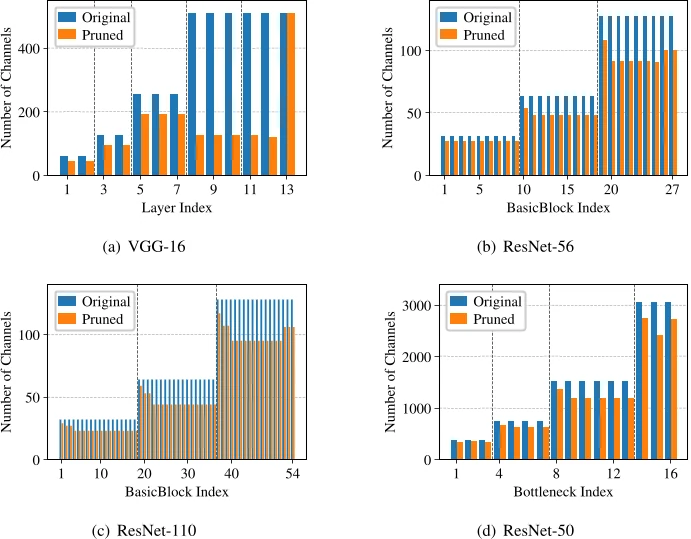 Original
Pruned
Number of Channels
400
200
0
1 3 5 7 9 11 13
Layer Index
(a) VGG-16
Original
Pruned
Number of Channels
100
50
0
1 5 10 15 20 27
BasicBlock Index
(b) ResNet-56
Original
Pruned
Number of Channels
100
50
0
1 10 20 30 40 54
BasicBlock Index
(c) ResNet-110
Original
Pruned
Number of Channels
3000
2000
1000
0
1 4 8 12 16
Bottleneck Index
(d) ResNet-50